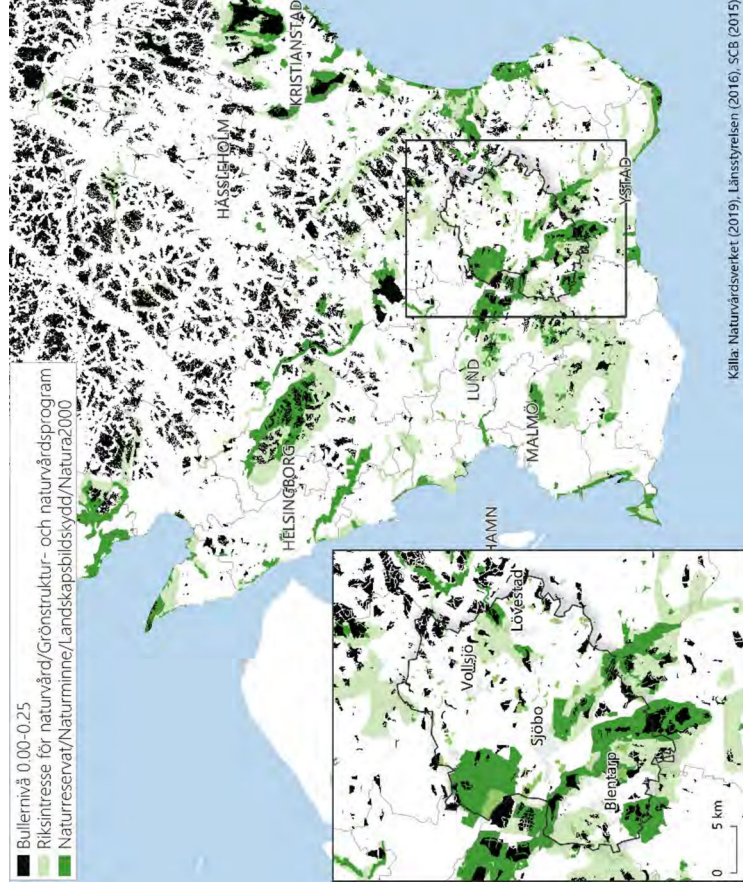 Bullernivå 0.00-0.25
Riksintresse för naturvård/Grönstruktur- och naturvårdsprogram
Naturreservat/Naturminne/Landskapsbildskydd/Natura2000
KRISTIANSTAD
HÄSSLEHOLM
HELSINGBORG
LUND
MALMÖ
YSTAD
HAMN
Vollsjö
Lövestad
Sjöbo
Blentarp
0 5 km
Källa: Naturvårdsverket (2019), Länsstyrelsen (2016), SCB (2015)